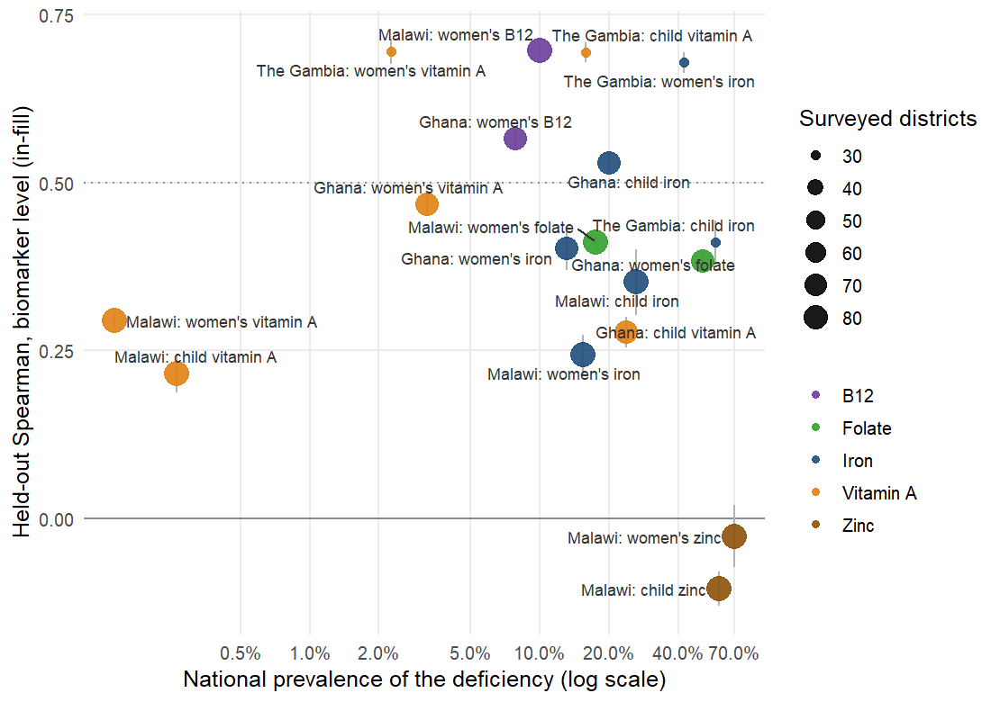 0.75
Malawi: women's B12
The Gambia: child vitamin A
The Gambia: women's vitamin A
The Gambia: women's iron
Ghana: women's B12
0.50
Ghana: child iron
Ghana: women's vitamin A
Malawi: women's folate
The Gambia: child iron
Ghana: women's iron
Ghana: women's folate
Malawi: child iron
Malawi: women's vitamin A
Ghana: child vitamin A
0.25
Malawi: child vitamin A
Malawi: women's iron
0.00
Malawi: women's zinc
Malawi: child zinc
0.5%
1.0%
2.0%
5.0%
10.0%
20.0%
40.0%
70.0%
National prevalence of the deficiency (log scale)
Held-out Spearman, biomarker level (in-fill)
Surveyed districts
30
40
50
60
70
80
B12
Folate
Iron
Vitamin A
Zinc